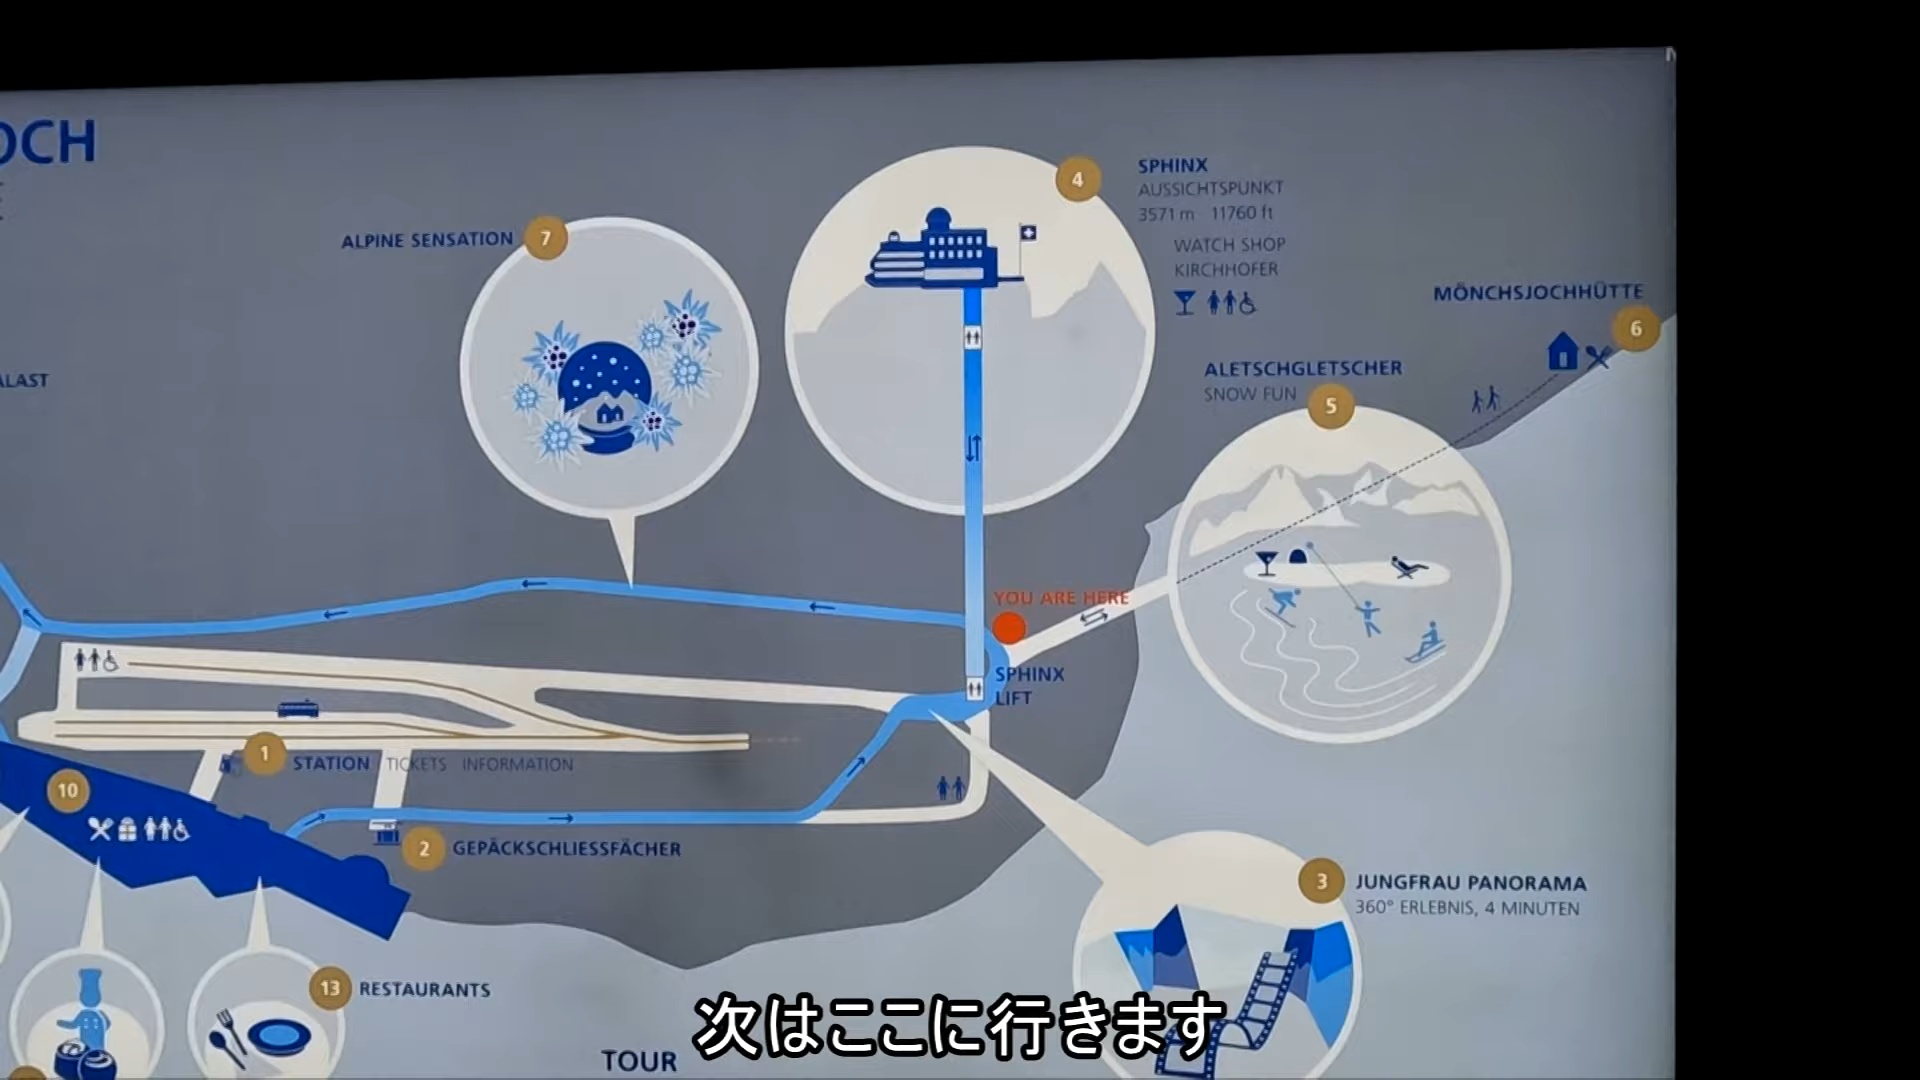 OCH
ALPINE SENSATION 7
4
SPHINX
AUSSICHTSPUNKT
3571 m 11760 ft
WATCH SHOP
KIRCHHOFER
MÖNCHSJOCHHÜTTE
6
ALETSCHGLETSCHER
SNOW FUN
5
ALAST
YOU ARE HERE
SPHINX
LIFT
1 STATION TICKETS INFORMATION
10
2 GEPÄCKSCHLIESSFÄCHER
3 JUNGFRAU PANORAMA
360° ERLEBNIS, 4 MINUTEN
13 RESTAURANTS
TOUR
次はここに行きます